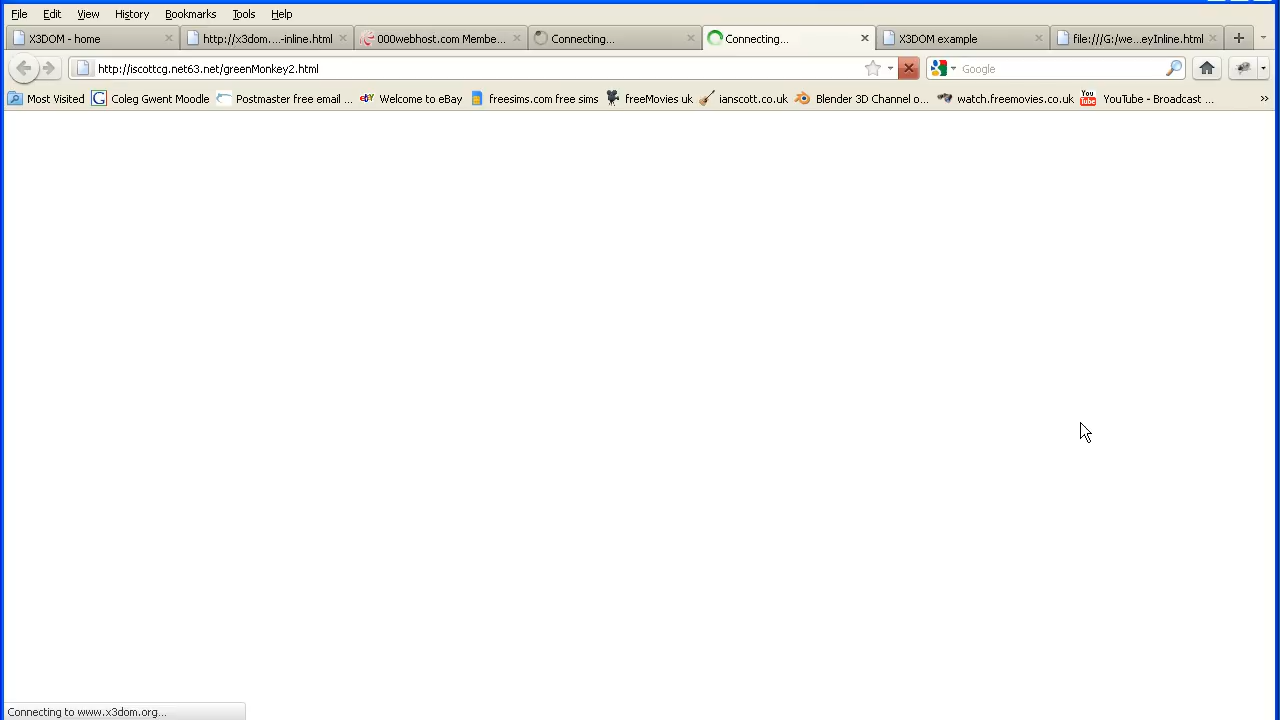 File Edit View History Bookmarks Tools Help
X3DOM - home http://x3dom....-inline.html 000webhost.com Membe... Connecting... Connecting... X3DOM example file:///G:/we...eyInline.html
http://iscottcg.net63.net/greenMonkey2.html Google
Most Visited Coleg Gwent Moodle Postmaster free email ... Welcome to eBay freesims.com free sims freeMovies uk ianscott.co.uk Blender 3D Channel o... watch.freemovies.co.uk You Tube YouTube - Broadcast ... »
Connecting to www.x3dom.org...